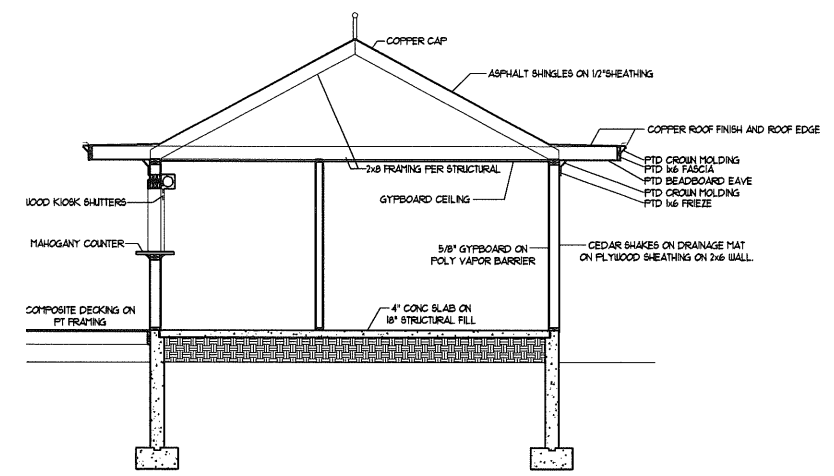 COPPER CAP
ASPHALT SHINGLES ON 1/2"SHEATHING
COPPER ROOF FINISH AND ROOF EDGE
PTD CROWN MOLDING
PTD 1x6 FASCIA
PTD BEADBOARD EAVE
PTD CROWN MOLDING
PTD 1x6 FRIEZE
2x8 FRAMING PER STRUCTURAL
GYPBOARD CEILING
WOOD KIOSK SHUTTERS
MAHOGANY COUNTER
5/8" GYPBOARD ON
POLY VAPOR BARRIER
CEDAR SHAKES ON DRAINAGE MAT
ON PLYWOOD SHEATHING ON 2x6 WALL.
COMPOSITE DECKING ON
PT FRAMING
4" CONC SLAB ON
18" STRUCTURAL FILL